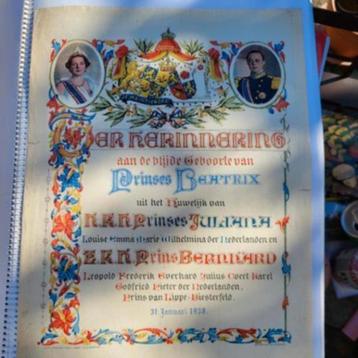 Ter herinnering
aan de blijde Geboorte van
Prinses Beatrix
uit het Huwelijk van
H.K.H. Prinses Juliana
Louise Emma Marie Wilhelmina der Nederlanden en
Z.K.H. Prins Bernhard
Leopold Frederik Everhard Julius Coert Karel
Godfried Pieter der Nederlanden,
Prins van Lippe-Biesterfeld.
31 Januari 1938.